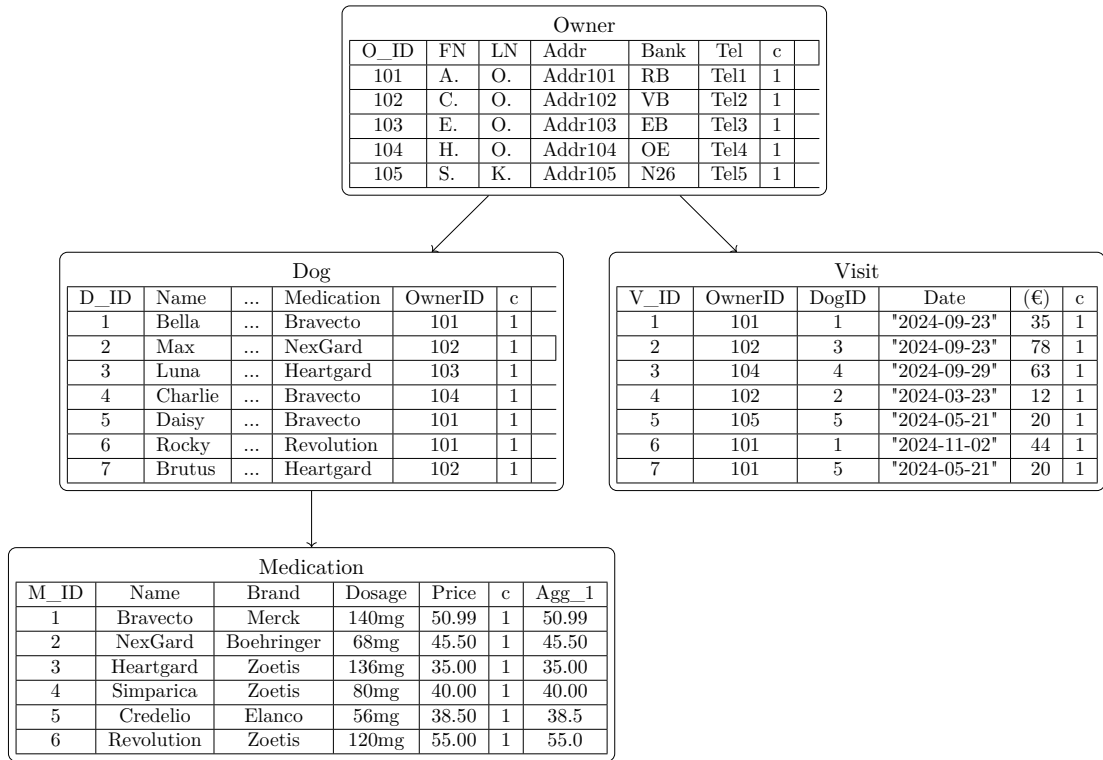 Owner
O_ID FN LN Addr Bank Tel c
101 A. O. Addr101 RB Tel1 1
102 C. O. Addr102 VB Tel2 1
103 E. O. Addr103 EB Tel3 1
104 H. O. Addr104 OE Tel4 1
105 S. K. Addr105 N26 Tel5 1
Dog
D_ID Name ... Medication OwnerID c
1 Bella ... Bravecto 101 1
2 Max ... NexGard 102 1
3 Luna ... Heartgard 103 1
4 Charlie ... Bravecto 104 1
5 Daisy ... Bravecto 101 1
6 Rocky ... Revolution 101 1
7 Brutus ... Heartgard 102 1
Visit
V_ID OwnerID DogID Date (€) c
1 101 1 "2024-09-23" 35 1
2 102 3 "2024-09-23" 78 1
3 104 4 "2024-09-29" 63 1
4 102 2 "2024-03-23" 12 1
5 105 5 "2024-05-21" 20 1
6 101 1 "2024-11-02" 44 1
7 101 5 "2024-05-21" 20 1
Medication
M_ID Name Brand Dosage Price c Agg_1
1 Bravecto Merck 140mg 50.99 1 50.99
2 NexGard Boehringer 68mg 45.50 1 45.50
3 Heartgard Zoetis 136mg 35.00 1 35.00
4 Simparica Zoetis 80mg 40.00 1 40.00
5 Credelio Elanco 56mg 38.50 1 38.5
6 Revolution Zoetis 120mg 55.00 1 55.0